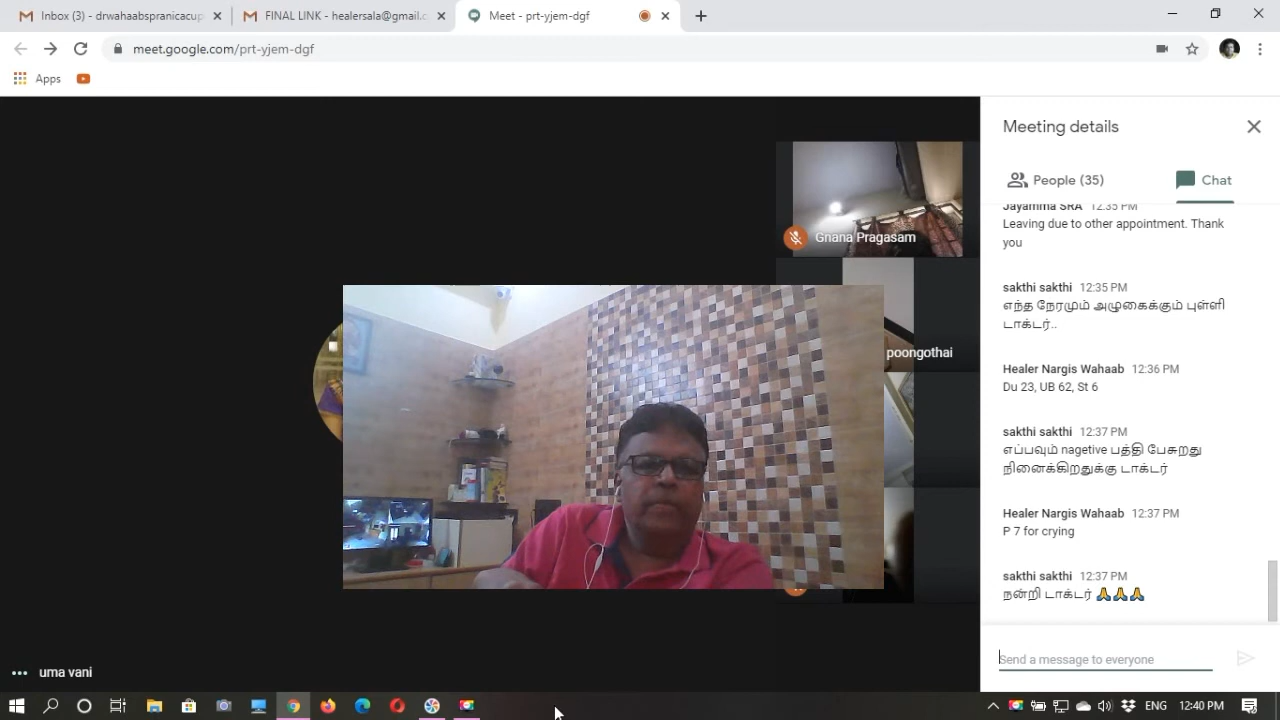 Inbox (3) - drwahaabspranicacup
FINAL LINK - healersala@gmail.c
Meet - prt-yjem-dgf
meet.google.com/prt-yjem-dgf
Apps
Meeting details
People (35)
Chat
Jayamma SRA 12:35 PM
Leaving due to other appointment. Thank
you
sakthi sakthi 12:35 PM
எந்த நேரமும் அழுகைக்கும் புள்ளி
டாக்டர்..
Healer Nargis Wahaab 12:36 PM
Du 23, UB 62, St 6
sakthi sakthi 12:37 PM
எப்பவும் nagetive பத்தி பேசுறது
நினைக்கிறதுக்கு டாக்டர்
Healer Nargis Wahaab 12:37 PM
P 7 for crying
sakthi sakthi 12:37 PM
நன்றி டாக்டர் 🙏🙏🙏
Send a message to everyone
Gnana Pragasam
poongothai
uma vani
ENG
12:40 PM